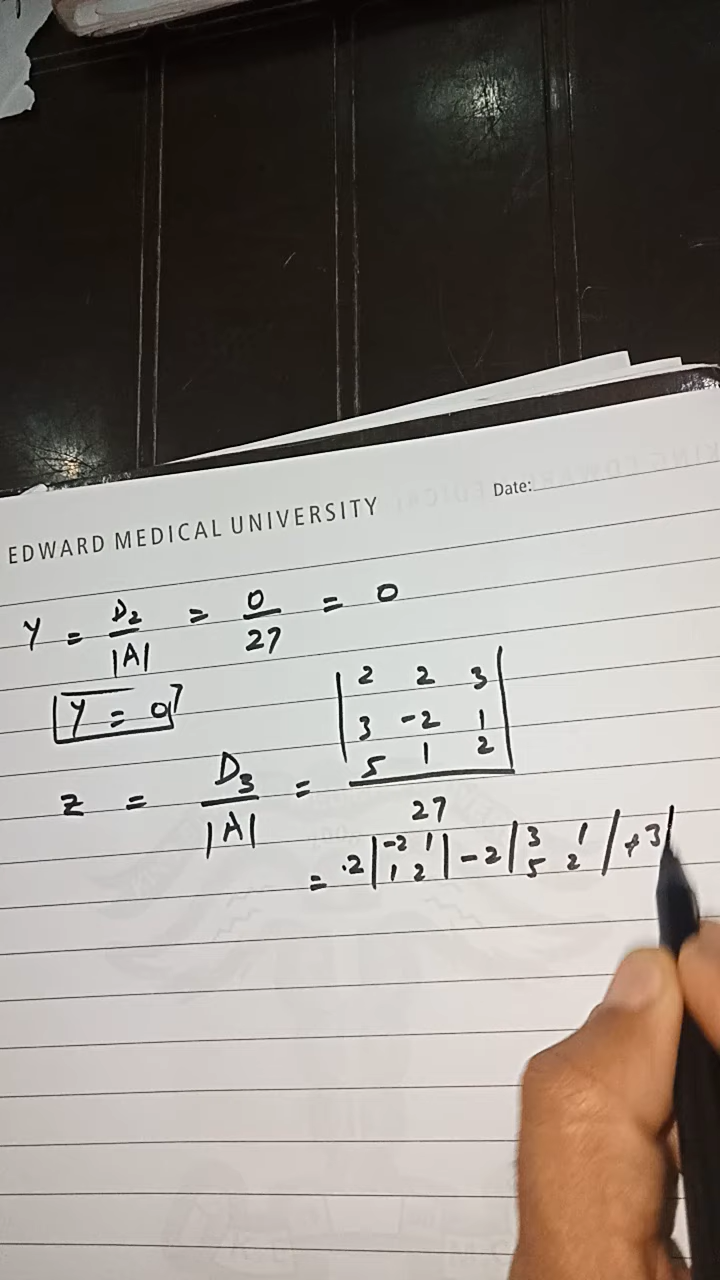 EDWARD MEDICAL UNIVERSITY Date:
Y = D2/|A| = 0/27 = 0
Y = 0
z = D3/|A| = |2 2 3
3 -2 1
5 1 2| / 27
= 2|-2 1
1 2| -2|3 1
5 2| +3|